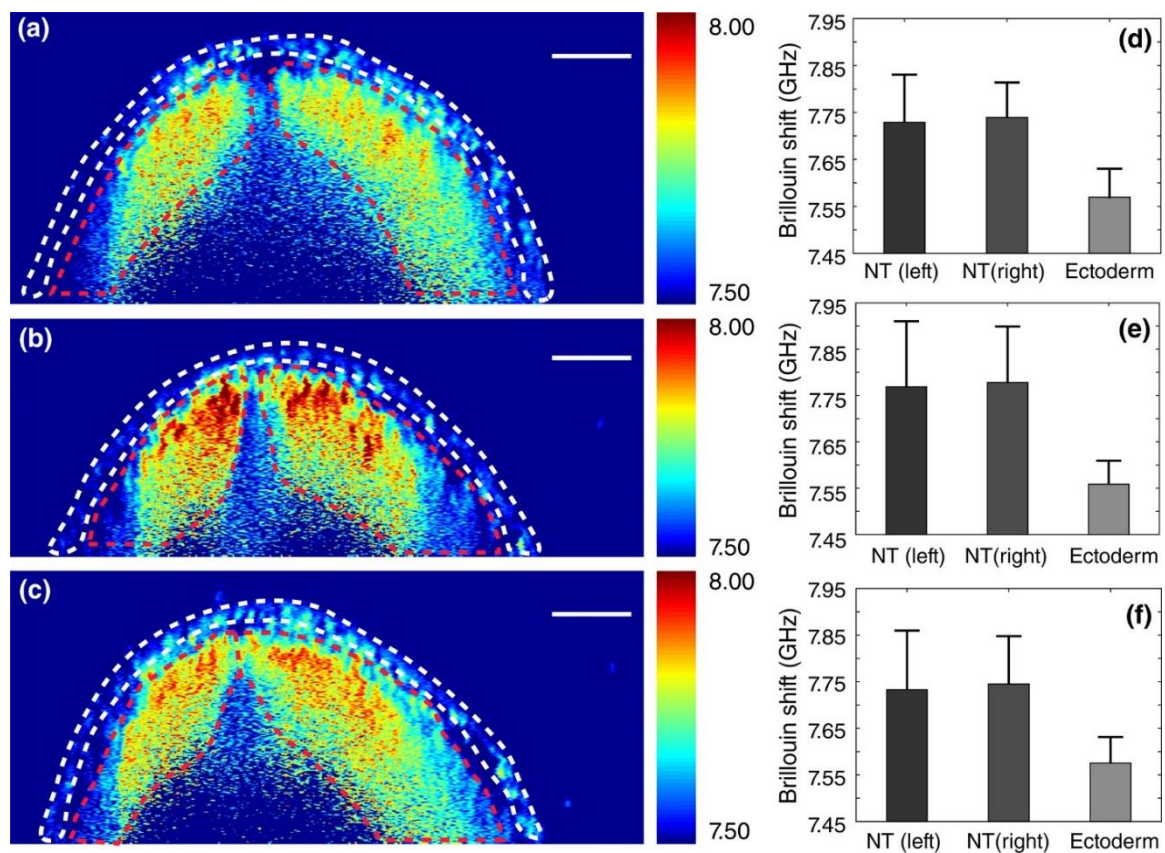 (a)
8.00
7.50
(b)
8.00
7.50
(c)
8.00
7.50
(d)
Brillouin shift (GHz)
7.95
7.85
7.75
7.65
7.55
7.45
NT (left) NT(right) Ectoderm
(e)
Brillouin shift (GHz)
7.95
7.85
7.75
7.65
7.55
7.45
NT (left) NT(right) Ectoderm
(f)
Brillouin shift (GHz)
7.95
7.85
7.75
7.65
7.55
7.45
NT (left) NT(right) Ectoderm